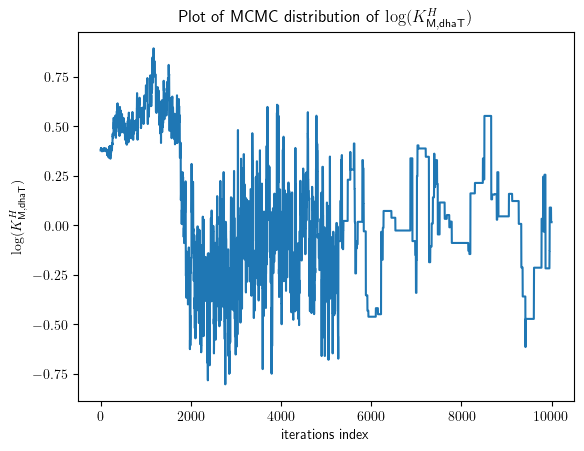 Plot of MCMC distribution of log(K^H_M,dhaT)
log(K^H_M,dhaT)
0.75
0.50
0.25
0.00
−0.25
−0.50
−0.75
0 2000 4000 6000 8000 10000
iterations index